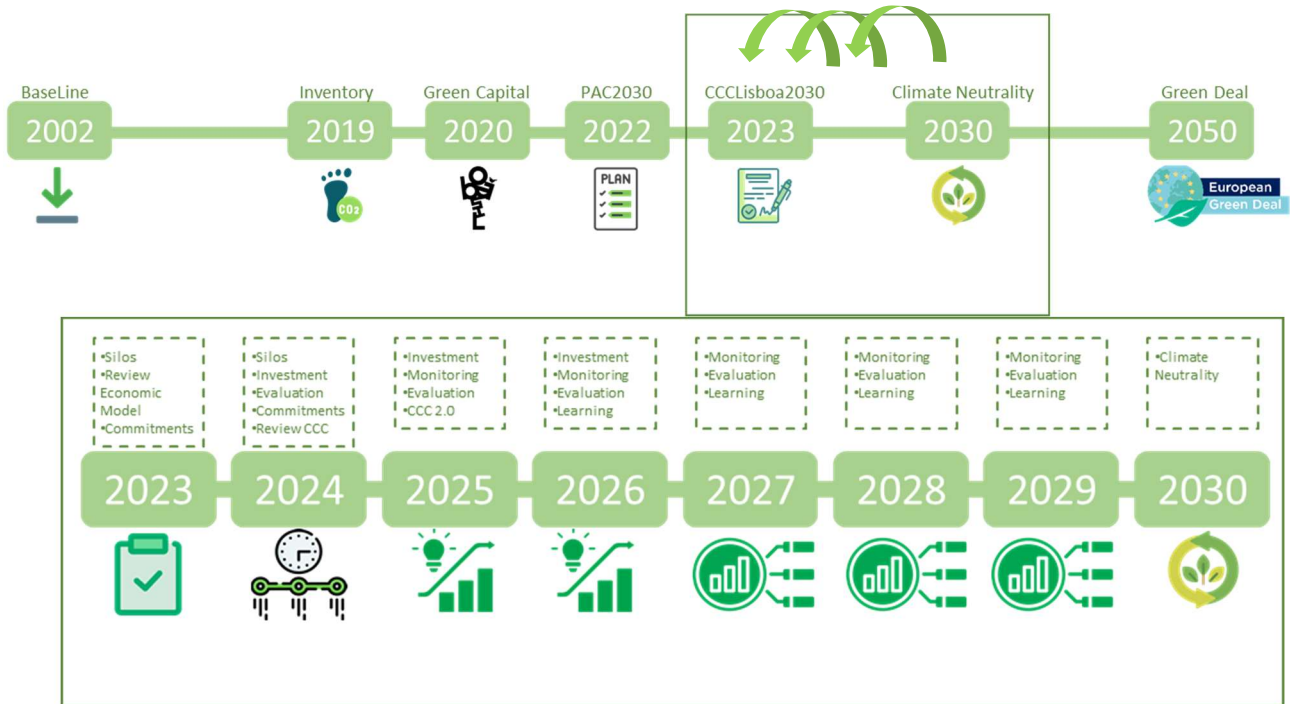 BaseLine
Inventory
Green Capital
PAC2030
CCCLisboa2030
Climate Neutrality
Green Deal
2002
2019
2020
2022
2023
2030
2050
CO2
PLAN
European
Green Deal
•Silos
•Review
Economic
Model
•Commitments
•Silos
•Investment
•Evaluation
•Commitments
•Review CCC
•Investment
•Monitoring
•Evaluation
•CCC 2.0
•Investment
•Monitoring
•Evaluation
•Learning
•Monitoring
•Evaluation
•Learning
•Monitoring
•Evaluation
•Learning
•Monitoring
•Evaluation
•Learning
•Climate
Neutrality
2023
2024
2025
2026
2027
2028
2029
2030